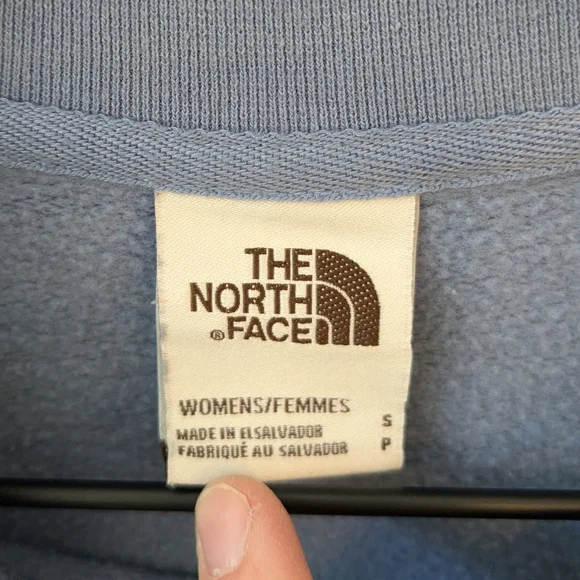 THE
NORTH
®FACE
WOMENS/FEMMES
S
MADE IN ELSALVADOR
P
FABRIQUÉ AU SALVADOR